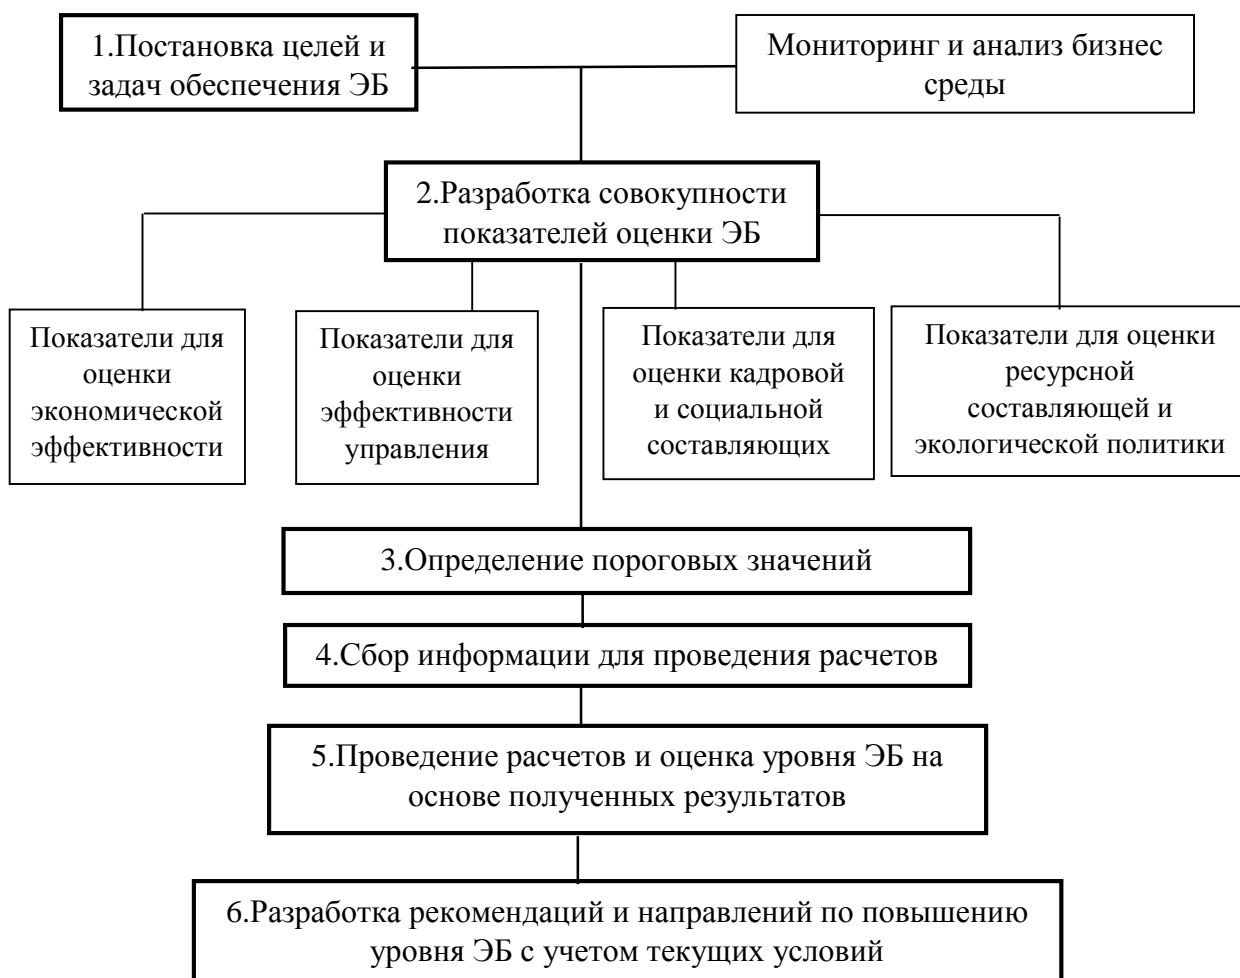 1.Постановка целей и
задач обеспечения ЭБ
Мониторинг и анализ бизнес
среды
2.Разработка совокупности
показателей оценки ЭБ
Показатели для
оценки
экономической
эффективности
Показатели для
оценки
эффективности
управления
Показатели для
оценки кадровой
и социальной
составляющих
Показатели для оценки
ресурсной
составляющей и
экологической политики
3.Определение пороговых значений
4.Сбор информации для проведения расчетов
5.Проведение расчетов и оценка уровня ЭБ на
основе полученных результатов
6.Разработка рекомендаций и направлений по повышению
уровня ЭБ с учетом текущих условий